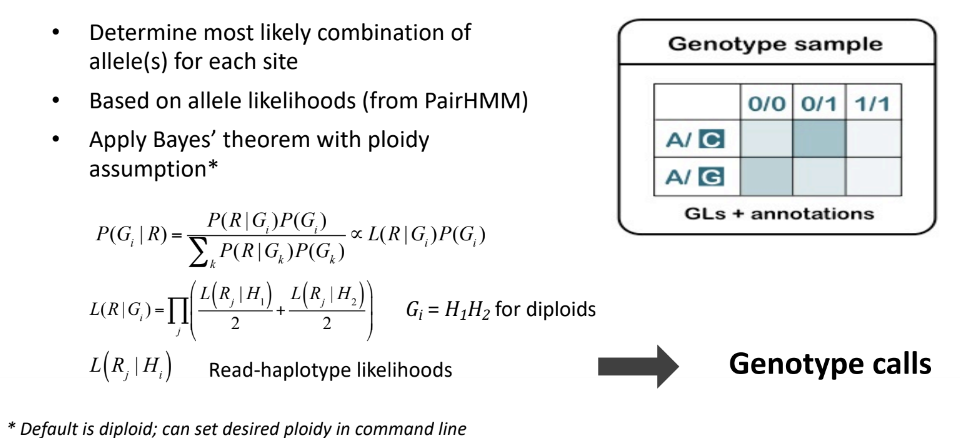 • Determine most likely combination of
allele(s) for each site
• Based on allele likelihoods (from PairHMM)
• Apply Bayes’ theorem with ploidy
assumption*
P(G_i | R) = P(R | G_i)P(G_i) / ∑_k P(R | G_k)P(G_k) ∝ L(R | G_i)P(G_i)
L(R | G_i) = ∏_j ( L(R_j | H_1) / 2 + L(R_j | H_2) / 2 ) G_i = H_1H_2 for diploids
L(R_j | H_i) Read-haplotype likelihoods
* Default is diploid; can set desired ploidy in command line
Genotype sample
0/0 0/1 1/1
A/ C
A/ G
GLs + annotations
Genotype calls